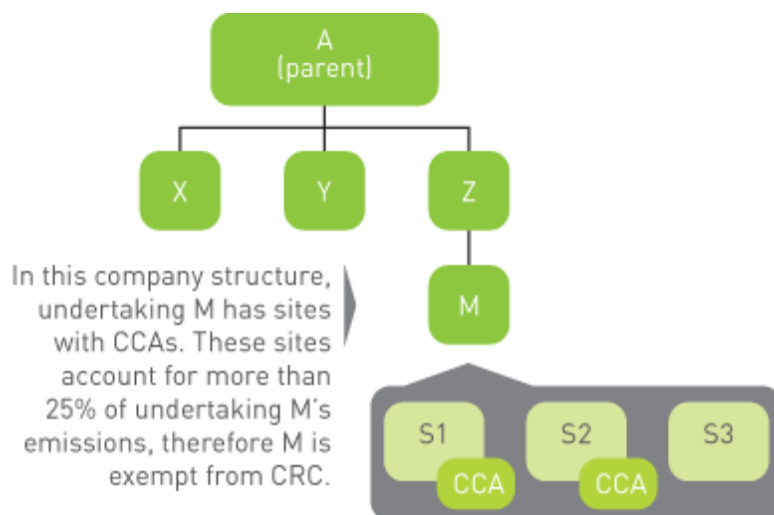 A
(parent)
X
Y
Z
In this company structure,
undertaking M has sites
with CCAs. These sites
account for more than
25% of undertaking M's
emissions, therefore M is
exempt from CRC.
M
S1
S2
S3
CCA
CCA